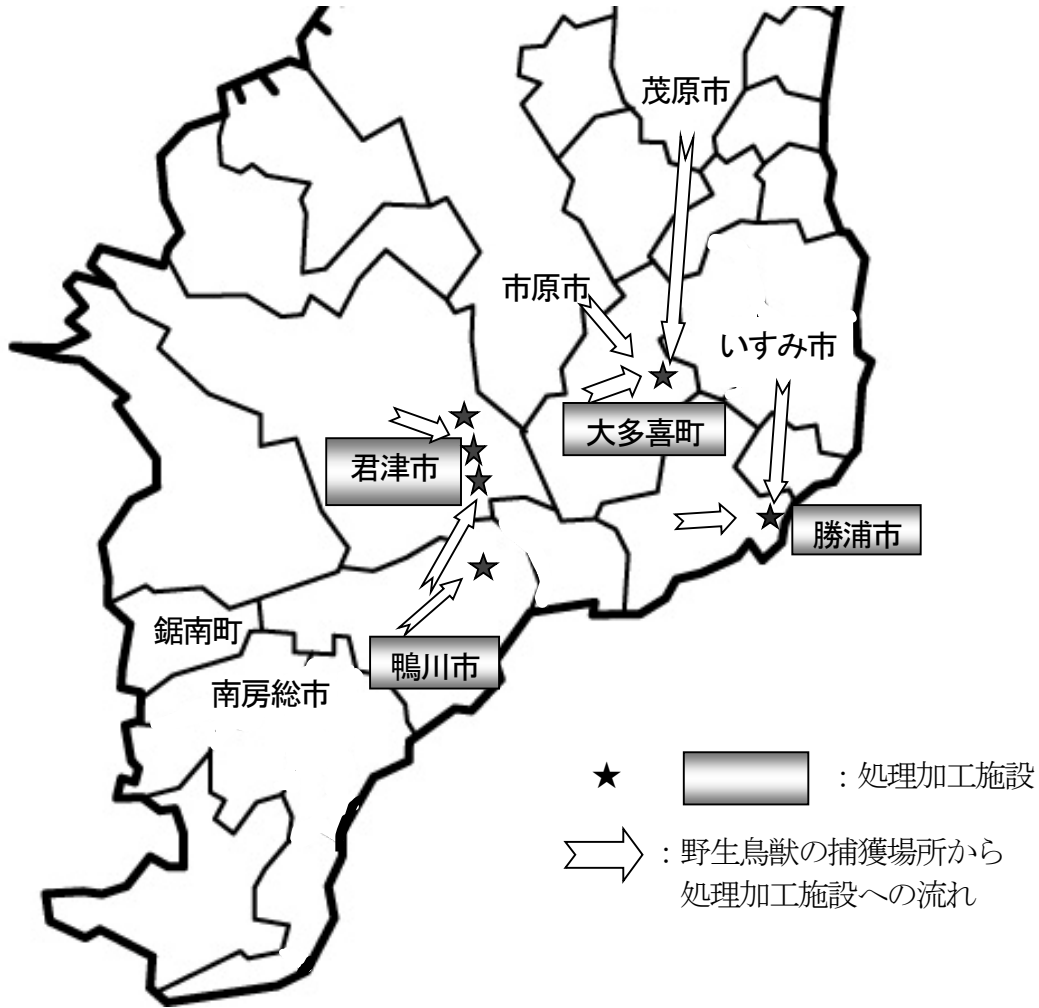 茂原市
市原市
いすみ市
大多喜町
君津市
勝浦市
鋸南町
鴨川市
南房総市
★ : 処理加工施設
: 野生鳥獣の捕獲場所から
処理加工施設への流れ